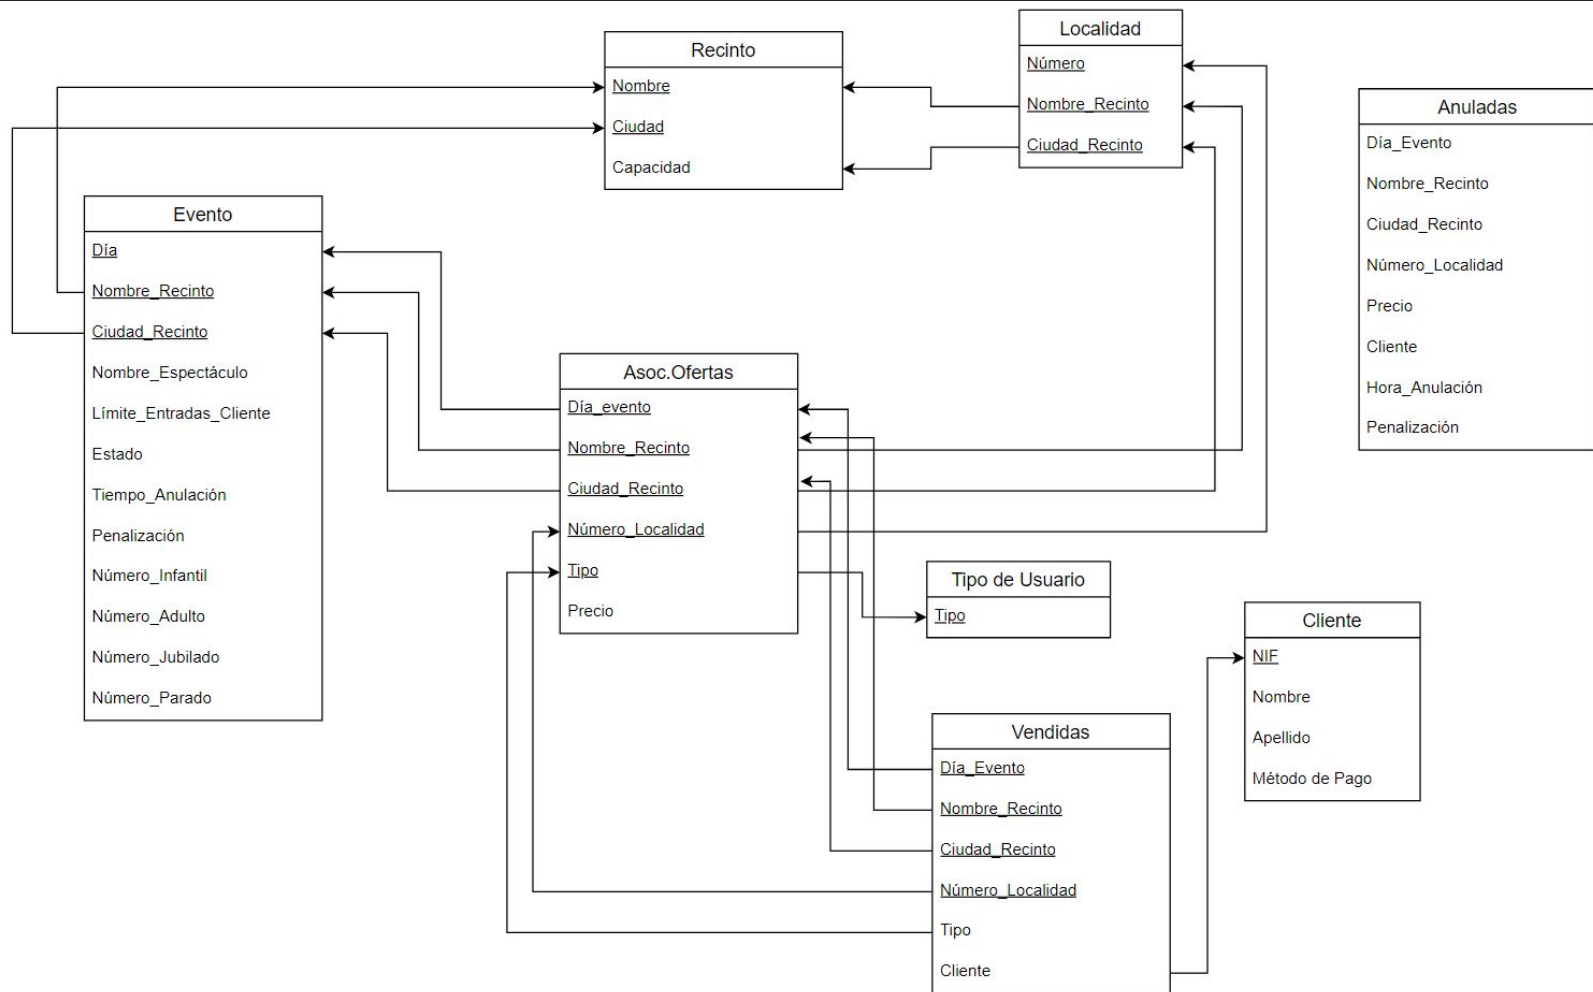 Recinto
Nombre
Ciudad
Capacidad
Localidad
Número
Nombre_Recinto
Ciudad_Recinto
Anuladas
Día_Evento
Nombre_Recinto
Ciudad_Recinto
Número_Localidad
Precio
Cliente
Hora_Anulación
Penalización
Evento
Día
Nombre_Recinto
Ciudad_Recinto
Nombre_Espectáculo
Límite_Entradas_Cliente
Estado
Tiempo_Anulación
Penalización
Número_Infantil
Número_Adulto
Número_Jubilado
Número_Parado
Asoc.Ofertas
Día_evento
Nombre_Recinto
Ciudad_Recinto
Número_Localidad
Tipo
Precio
Tipo de Usuario
Tipo
Cliente
NIF
Nombre
Apellido
Método de Pago
Vendidas
Día_Evento
Nombre_Recinto
Ciudad_Recinto
Número_Localidad
Tipo
Cliente